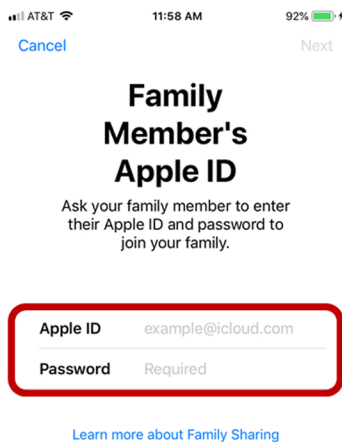 AT&T 11:58 AM 92%
Cancel Next
Family
Member's
Apple ID
Ask your family member to enter
their Apple ID and password to
join your family.
Apple ID example@icloud.com
Password Required
Learn more about Family Sharing